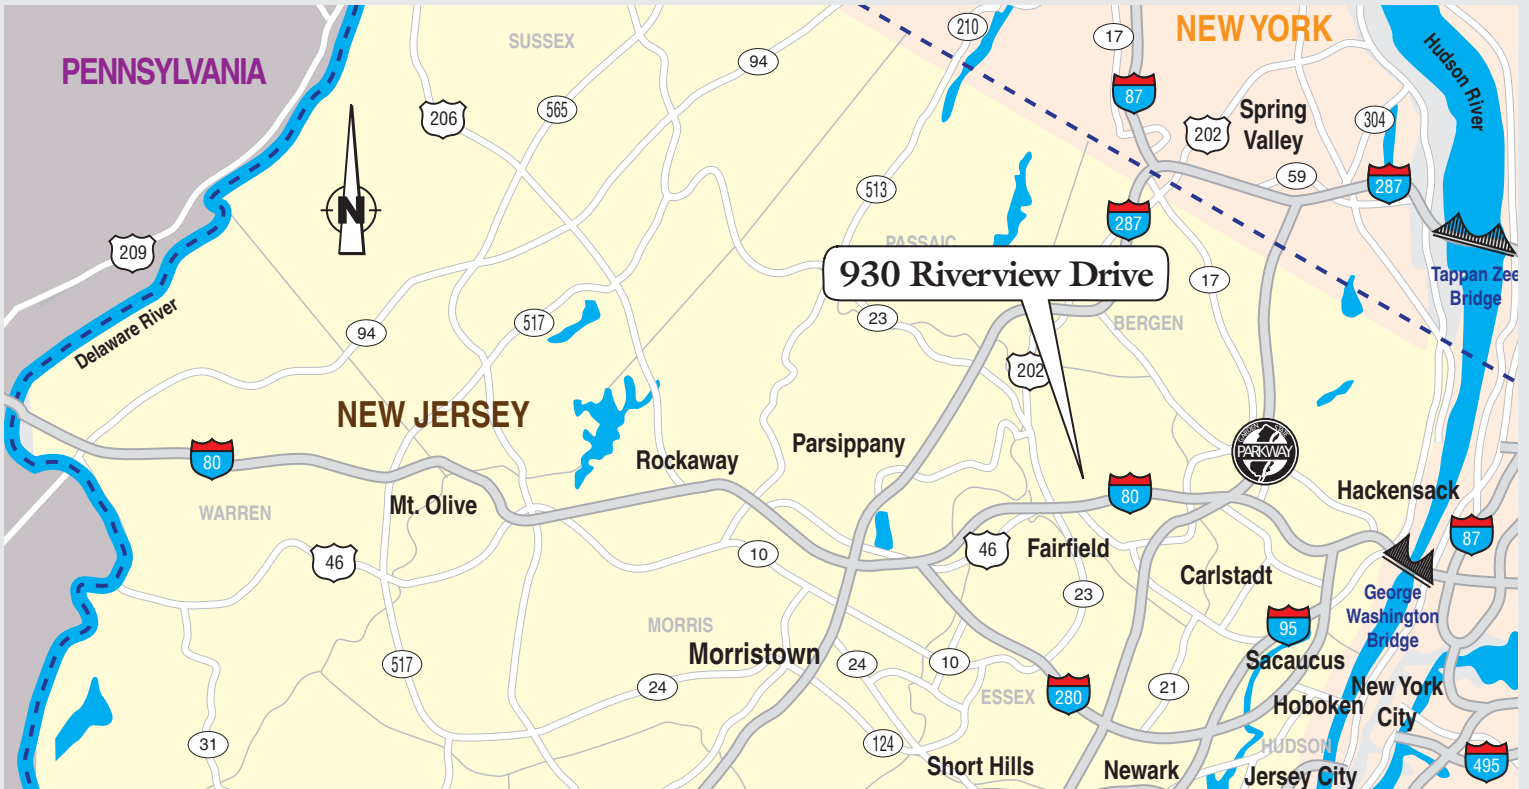 PENNSYLVANIA
SUSSEX
NEW YORK
210
17
94
Hudson River
87
565
206
202
Spring
Valley
304
59
287
513
N
287
209
PASSAIC
930 Riverview Drive
17
Tappan Zee
Bridge
Delaware River
94
517
23
BERGEN
202
NEW JERSEY
GARDEN STATE
PARKWAY
80
Rockaway
Parsippany
Mt. Olive
80
Hackensack
WARREN
87
46
10
46
Fairfield
Carlstadt
23
George
Washington
Bridge
MORRIS
95
Morristown
517
24
10
Sacaucus
24
ESSEX
280
21
New York
City
Hoboken
31
124
HUDSON
Short Hills
Newark
Jersey City
495